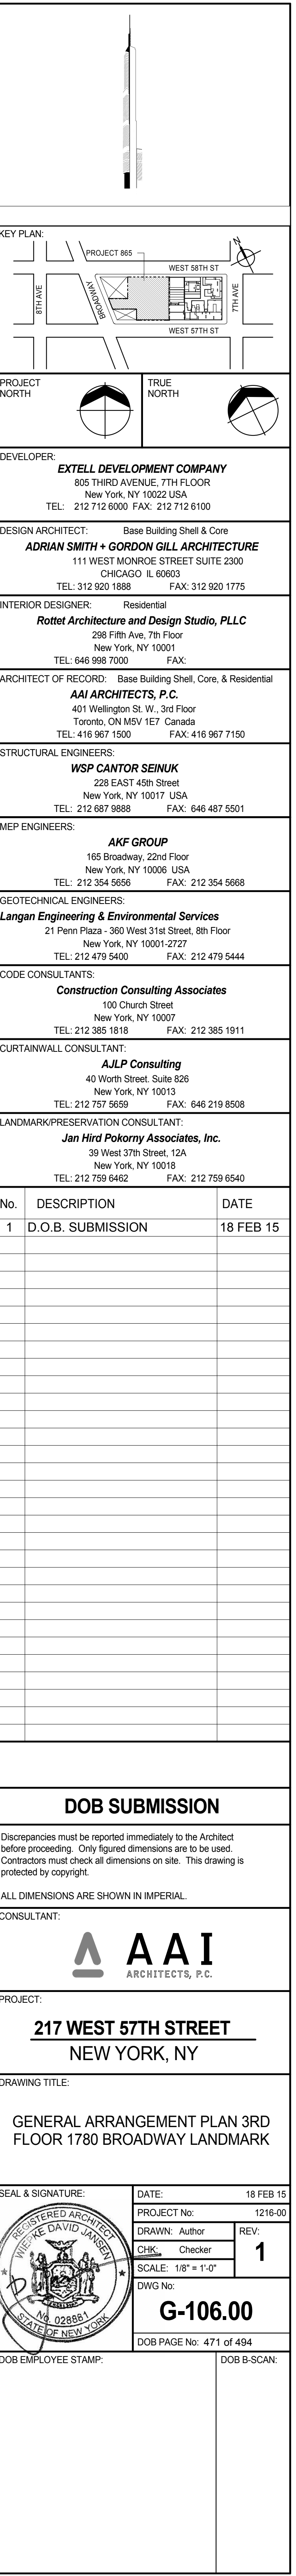 KEY PLAN:
PROJECT 865
WEST 58TH ST
N
8TH AVE
BROADWAY
7TH AVE
WEST 57TH ST
PROJECT
NORTH
TRUE
NORTH
DEVELOPER:
EXTELL DEVELOPMENT COMPANY
805 THIRD AVENUE, 7TH FLOOR
New York, NY 10022 USA
TEL: 212 712 6000 FAX: 212 712 6100
DESIGN ARCHITECT: Base Building Shell & Core
ADRIAN SMITH + GORDON GILL ARCHITECTURE
111 WEST MONROE STREET SUITE 2300
CHICAGO IL 60603
TEL: 312 920 1888 FAX: 312 920 1775
INTERIOR DESIGNER: Residential
Rottet Architecture and Design Studio, PLLC
298 Fifth Ave, 7th Floor
New York, NY 10001
TEL: 646 998 7000 FAX:
ARCHITECT OF RECORD: Base Building Shell, Core, & Residential
AAI ARCHITECTS, P.C.
401 Wellington St. W., 3rd Floor
Toronto, ON M5V 1E7 Canada
TEL: 416 967 1500 FAX: 416 967 7150
STRUCTURAL ENGINEERS:
WSP CANTOR SEINUK
228 EAST 45th Street
New York, NY 10017 USA
TEL: 212 687 9888 FAX: 646 487 5501
MEP ENGINEERS:
AKF GROUP
165 Broadway, 22nd Floor
New York, NY 10006 USA
TEL: 212 354 5656 FAX: 212 354 5668
GEOTECHNICAL ENGINEERS:
Langan Engineering & Environmental Services
21 Penn Plaza - 360 West 31st Street, 8th Floor
New York, NY 10001-2727
TEL: 212 479 5400 FAX: 212 479 5444
CODE CONSULTANTS:
Construction Consulting Associates
100 Church Street
New York, NY 10007
TEL: 212 385 1818 FAX: 212 385 1911
CURTAINWALL CONSULTANT:
AJLP Consulting
40 Worth Street. Suite 826
New York, NY 10013
TEL: 212 757 5659 FAX: 646 219 8508
LANDMARK/PRESERVATION CONSULTANT:
Jan Hird Pokorny Associates, Inc.
39 West 37th Street, 12A
New York, NY 10018
TEL: 212 759 6462 FAX: 212 759 6540
No. DESCRIPTION DATE
1 D.O.B. SUBMISSION 18 FEB 15
DOB SUBMISSION
Discrepancies must be reported immediately to the Architect
before proceeding. Only figured dimensions are to be used.
Contractors must check all dimensions on site. This drawing is
protected by copyright.
ALL DIMENSIONS ARE SHOWN IN IMPERIAL.
CONSULTANT:
AAI
ARCHITECTS, P.C.
PROJECT:
217 WEST 57TH STREET
NEW YORK, NY
DRAWING TITLE:
GENERAL ARRANGEMENT PLAN 3RD
FLOOR 1780 BROADWAY LANDMARK
SEAL & SIGNATURE:
REGISTERED ARCHITECT
WIEPKE DAVID JANSEN
No. 028861
STATE OF NEW YORK
DATE: 18 FEB 15
PROJECT No: 1216-00
DRAWN: Author
CHK: Checker
SCALE: 1/8" = 1'-0"
REV:
1
DWG No:
G-106.00
DOB PAGE No: 471 of 494
DOB EMPLOYEE STAMP:
DOB B-SCAN: